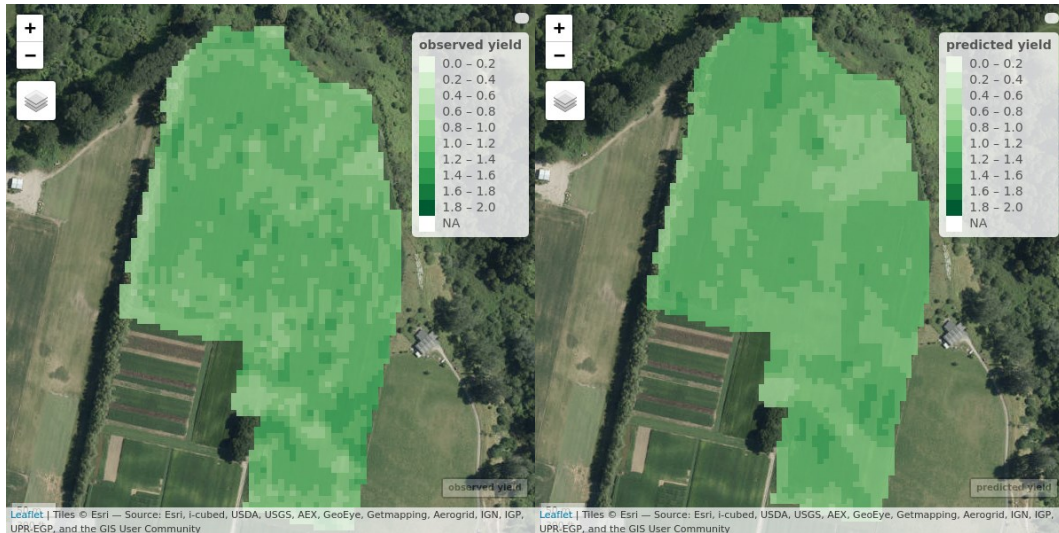 +
−
observed yield
0.0 – 0.2
0.2 – 0.4
0.4 – 0.6
0.6 – 0.8
0.8 – 1.0
1.0 – 1.2
1.2 – 1.4
1.4 – 1.6
1.6 – 1.8
1.8 – 2.0
NA
observed yield
Leaflet | Tiles © Esri — Source: Esri, i-cubed, USDA, USGS, AEX, GeoEye, Getmapping, Aerogrid, IGN, IGP,
UPR-EGP, and the GIS User Community
+
−
predicted yield
0.0 – 0.2
0.2 – 0.4
0.4 – 0.6
0.6 – 0.8
0.8 – 1.0
1.0 – 1.2
1.2 – 1.4
1.4 – 1.6
1.6 – 1.8
1.8 – 2.0
NA
predicted yield
Leaflet | Tiles © Esri — Source: Esri, i-cubed, USDA, USGS, AEX, GeoEye, Getmapping, Aerogrid, IGN, IGP,
UPR-EGP, and the GIS User Community